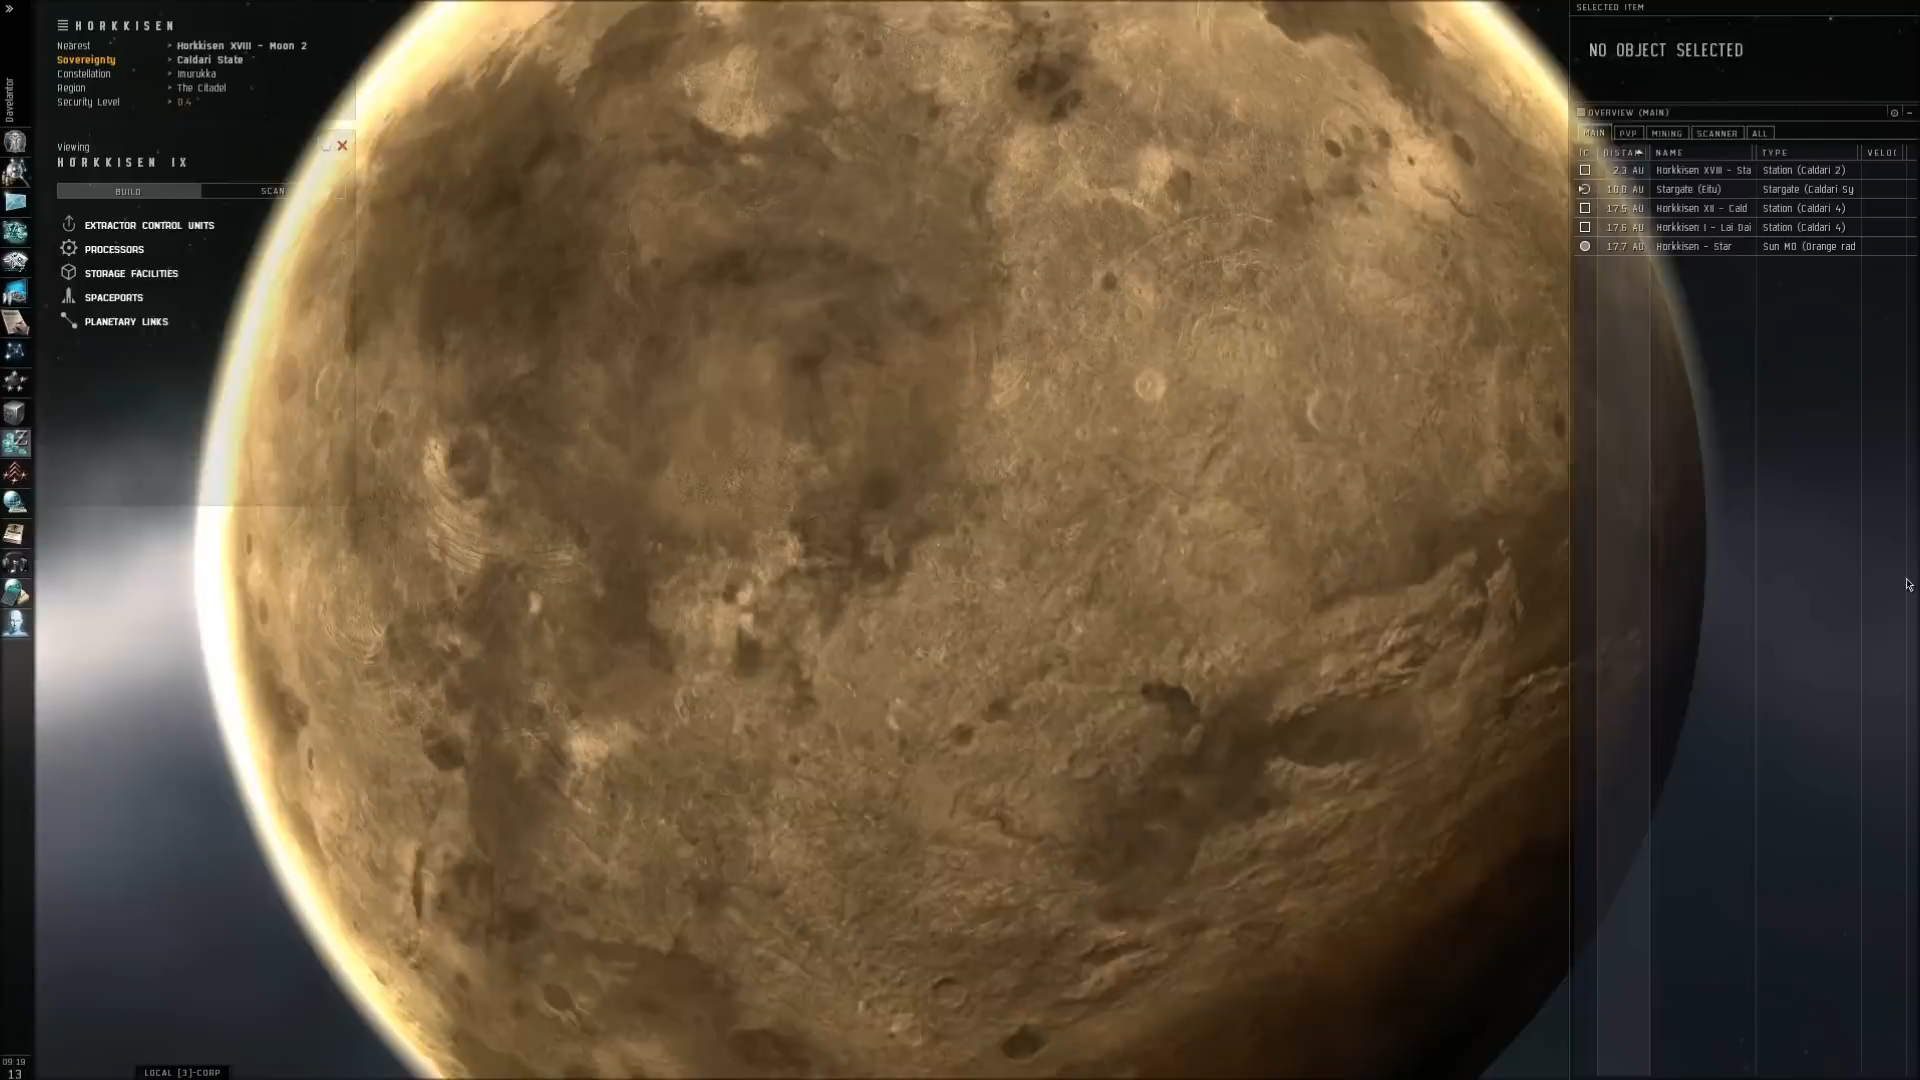 HORKKISEN
Nearest > Horkkisen XVIII - Moon 2
Sovereignty > Caldari State
Constellation > Imurukka
Region > The Citadel
Security Level > 0.4
Viewing
HORKKISEN IX
BUILD SCAN
EXTRACTOR CONTROL UNITS
PROCESSORS
STORAGE FACILITIES
SPACEPORTS
PLANETARY LINKS
Davelantor
09:19
13
LOCAL [3]-CORP
SELECTED ITEM
NO OBJECT SELECTED
OVERVIEW (MAIN)
MAIN PVP MINING SCANNER ALL
IC DISTA NAME TYPE VELOC
2.3 AU Horkkisen XVIII - Sta Station (Caldari 2)
10.0 AU Stargate (Eitu) Stargate (Caldari Sy
17.5 AU Horkkisen XII - Cald Station (Caldari 4)
17.6 AU Horkkisen I - Lai Dai Station (Caldari 4)
17.7 AU Horkkisen - Star Sun M0 (Orange rad